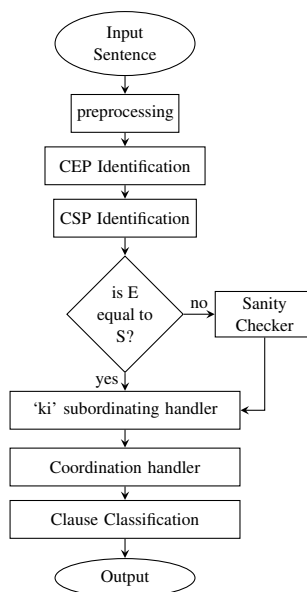 Input
Sentence
preprocessing
CEP Identification
CSP Identification
is E
equal to
S?
no
Sanity
Checker
yes
‘ki’ subordinating handler
Coordination handler
Clause Classification
Output